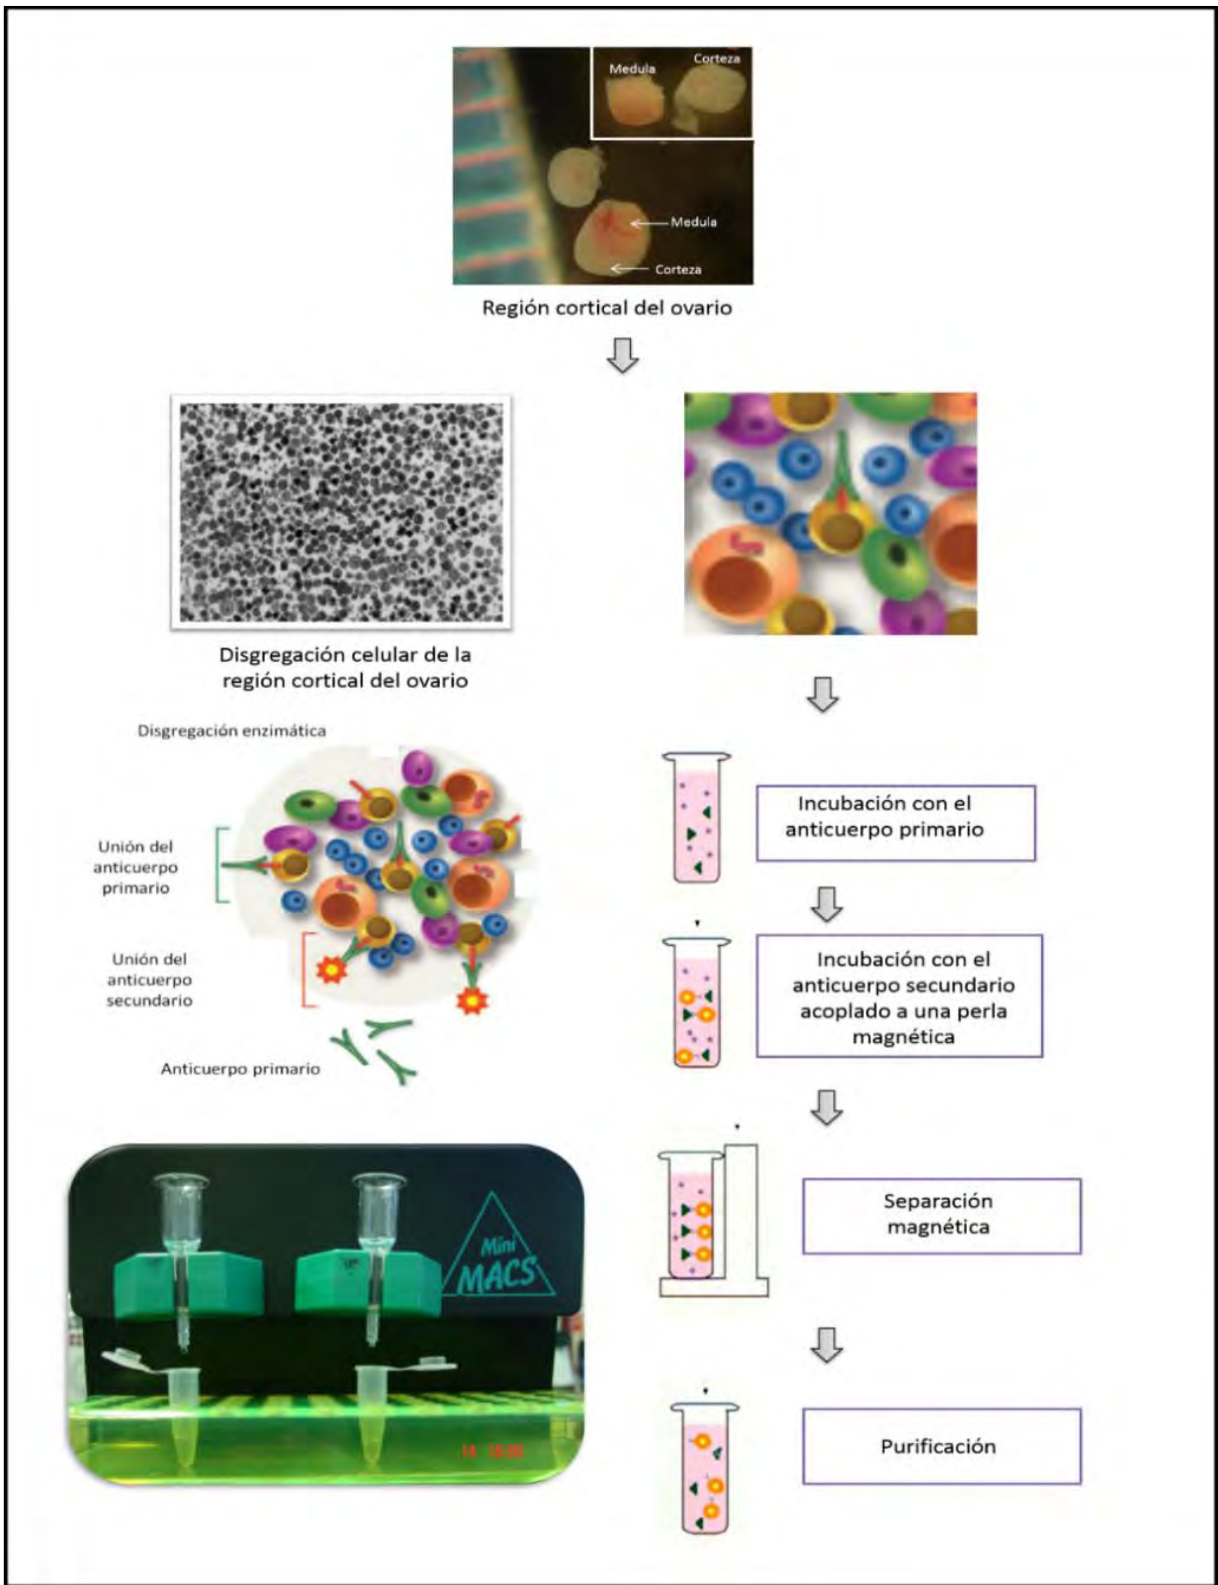 Medula
Corteza
Medula
Corteza
Región cortical del ovario
Disgregación celular de la
región cortical del ovario
Disgregación enzimática
Unión del
anticuerpo
primario
Unión del
anticuerpo
secundario
Anticuerpo primario
Mini
MACS
Incubación con el
anticuerpo primario
Incubación con el
anticuerpo secundario
acoplado a una perla
magnética
Separación
magnética
Purificación